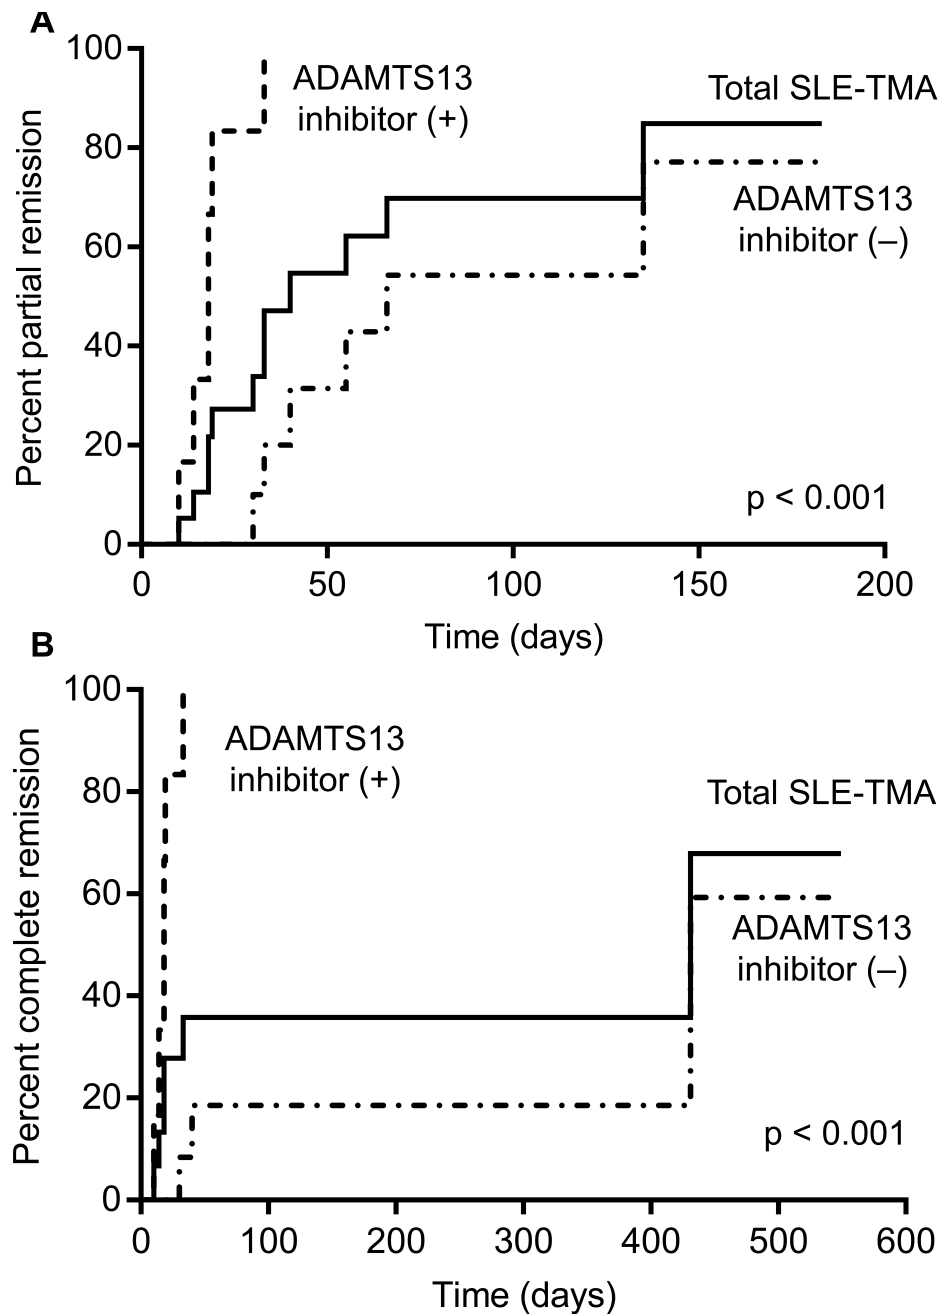 A
100
80
60
40
20
0
Percent partial remission
ADAMTS13
inhibitor (+)
Total SLE-TMA
ADAMTS13
inhibitor (–)
p < 0.001
0 50 100 150 200
Time (days)
B
100
80
60
40
20
0
Percent complete remission
ADAMTS13
inhibitor (+)
Total SLE-TMA
ADAMTS13
inhibitor (–)
p < 0.001
0 100 200 300 400 500 600
Time (days)